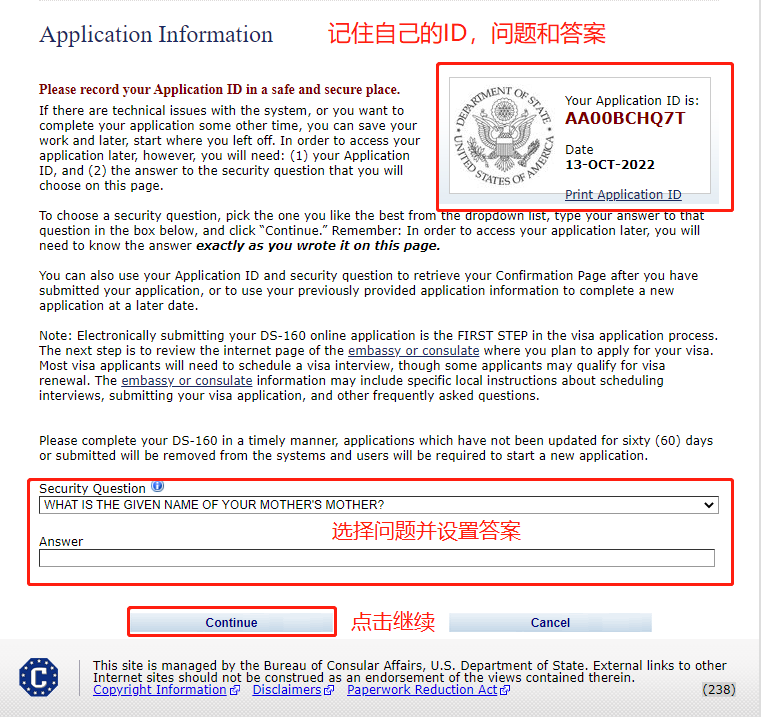 Application Information
记住自己的ID，问题和答案
Please record your Application ID in a safe and secure place.
If there are technical issues with the system, or you want to
complete your application some other time, you can save your
work and later, start where you left off. In order to access your
application later, however, you will need: (1) your Application
ID, and (2) the answer to the security question that you will
choose on this page.
DEPARTMENT OF STATE
UNITED STATES OF AMERICA
Your Application ID is:
AA00BCHQ7T
Date
13-OCT-2022
Print Application ID
To choose a security question, pick the one you like the best from the dropdown list, type your answer to that
question in the box below, and click “Continue.” Remember: In order to access your application later, you will
need to know the answer exactly as you wrote it on this page.
You can also use your Application ID and security question to retrieve your Confirmation Page after you have
submitted your application, or to use your previously provided application information to complete a new
application at a later date.
Note: Electronically submitting your DS-160 online application is the FIRST STEP in the visa application process.
The next step is to review the internet page of the embassy or consulate where you plan to apply for your visa.
Most visa applicants will need to schedule a visa interview, though some applicants may qualify for visa
renewal. The embassy or consulate information may include specific local instructions about scheduling
interviews, submitting your visa application, and other frequently asked questions.
Please complete your DS-160 in a timely manner, applications which have not been updated for sixty (60) days
or submitted will be removed from the systems and users will be required to start a new application.
Security Question
WHAT IS THE GIVEN NAME OF YOUR MOTHER'S MOTHER?
选择问题并设置答案
Answer
Continue
点击继续
Cancel
C
This site is managed by the Bureau of Consular Affairs, U.S. Department of State. External links to other
Internet sites should not be construed as an endorsement of the views contained therein.
Copyright Information Disclaimers Paperwork Reduction Act
(238)